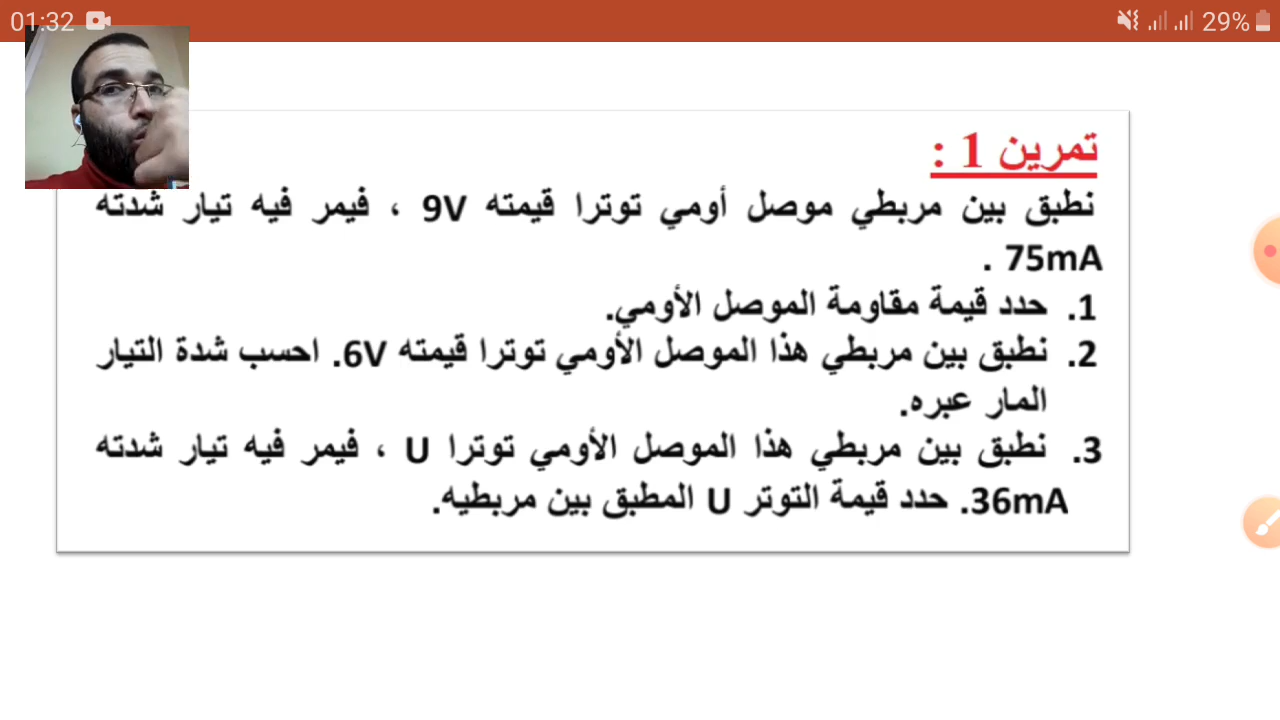 01:32
29%
تمرين 1 :
نطبق بين مربطي موصل أومي توترا قيمته 9V ، فيمر فيه تيار شدته
75mA .
1. حدد قيمة مقاومة الموصل الأومي.
2. نطبق بين مربطي هذا الموصل الأومي توترا قيمته 6V. احسب شدة التيار
المار عبره.
3. نطبق بين مربطي هذا الموصل الأومي توترا U ، فيمر فيه تيار شدته
36mA. حدد قيمة التوتر U المطبق بين مربطيه.